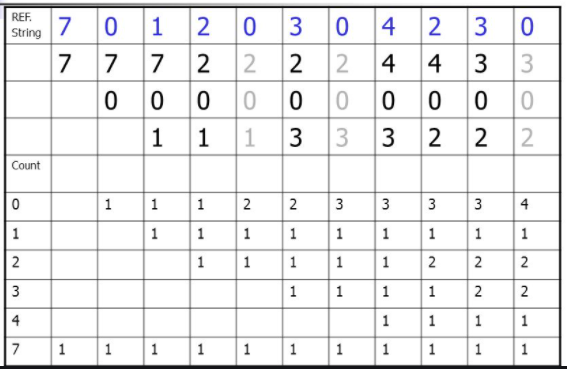 REF. String 7 0 1 2 0 3 0 4 2 3 0
7 7 7 2 2 2 2 4 4 3 3
0 0 0 0 0 0 0 0 0 0
1 1 1 3 3 3 2 2 2
Count
0 1 1 1 2 2 3 3 3 3 4
1 1 1 1 1 1 1 1 1 1
2 1 1 1 1 1 2 2 2
3 1 1 1 1 2 2
4 1 1 1 1
7 1 1 1 1 1 1 1 1 1 1 1